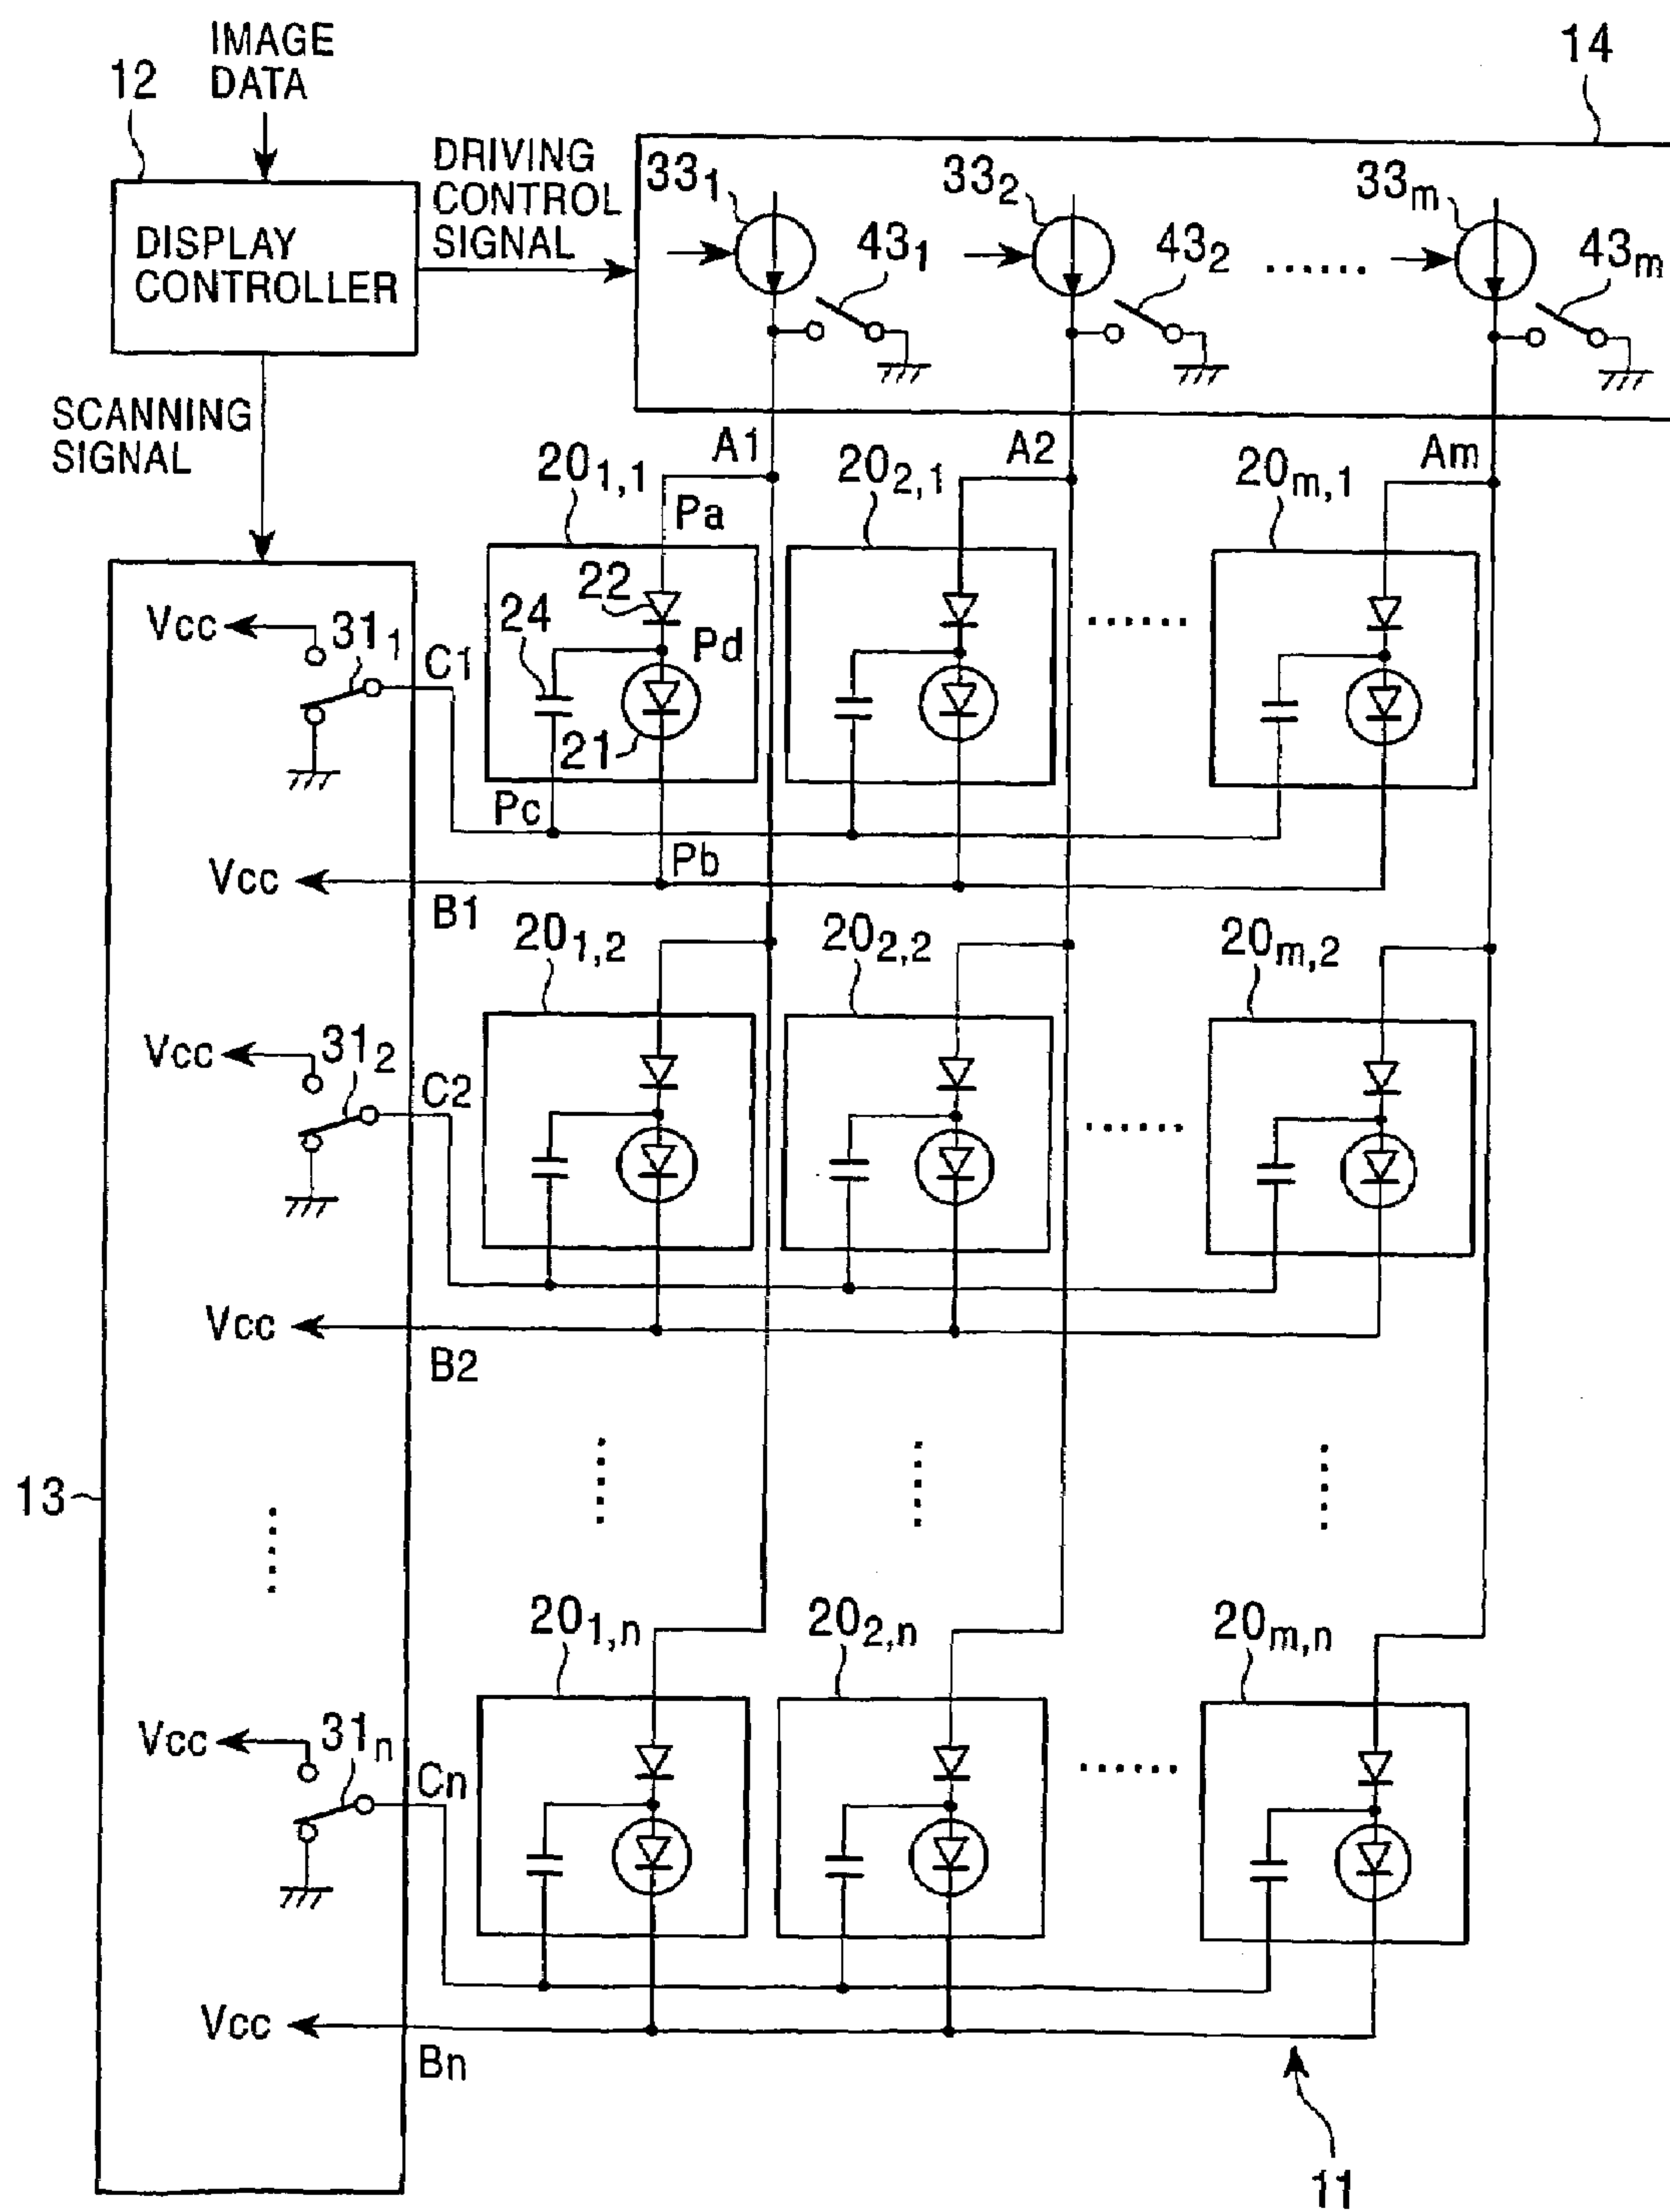 IMAGE
DATA
12
14
DRIVING
CONTROL
SIGNAL
33₁
33₂
33ₘ
43₁
43₂
......
43ₘ
DISPLAY
CONTROLLER
SCANNING
SIGNAL
A1
A2
Am
20₁,₁
20₂,₁
20ₘ,₁
Pa
22
24
Pd
......
Vcc
31₁
C1
21
Pc
Pb
Vcc
B1
20₁,₂
20₂,₂
20ₘ,₂
Vcc
31₂
C2
......
Vcc
B2
13
20₁,ₙ
20₂,ₙ
20ₘ,ₙ
Vcc
31ₙ
Cn
......
Vcc
Bn
11